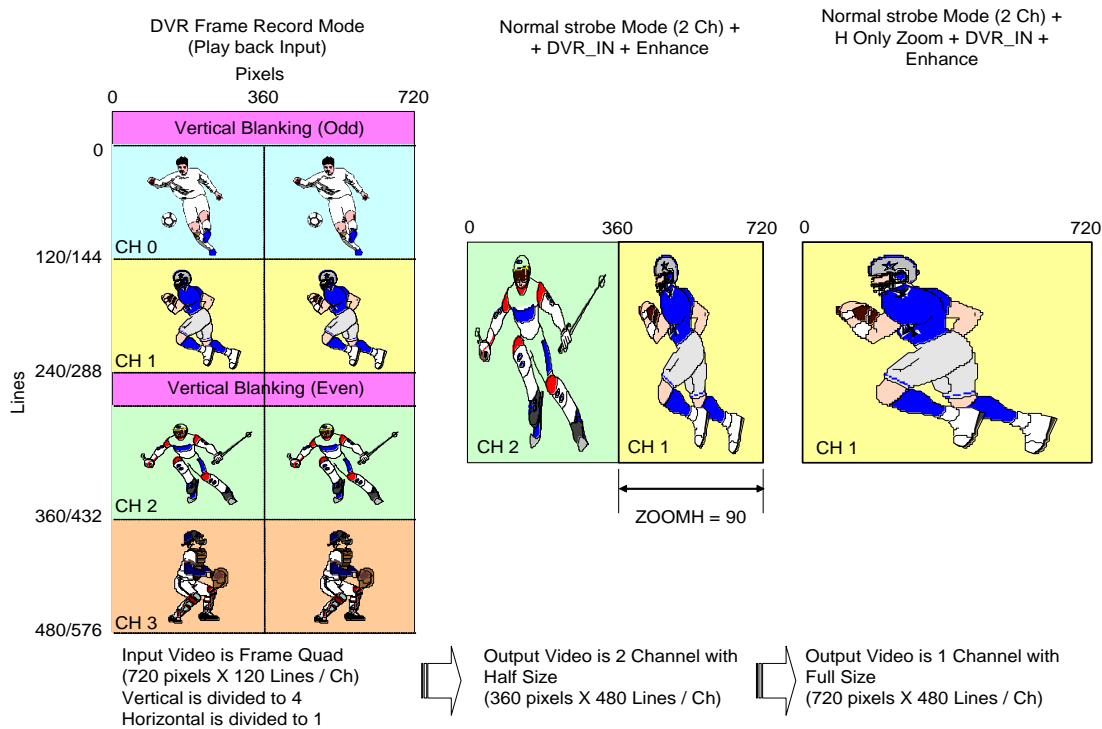 DVR Frame Record Mode
(Play back Input)
Pixels
0 360 720
Vertical Blanking (Odd)
Lines
0
CH 0
120/144
CH 1
240/288
Vertical Blanking (Even)
CH 2
360/432
CH 3
480/576
Input Video is Frame Quad
(720 pixels X 120 Lines / Ch)
Vertical is divided to 4
Horizontal is divided to 1
Normal strobe Mode (2 Ch) +
+ DVR_IN + Enhance
0 360 720
CH 2
CH 1
ZOOMH = 90
Output Video is 2 Channel with
Half Size
(360 pixels X 480 Lines / Ch)
Normal strobe Mode (2 Ch) +
H Only Zoom + DVR_IN +
Enhance
0 720
CH 1
Output Video is 1 Channel with
Full Size
(720 pixels X 480 Lines / Ch)